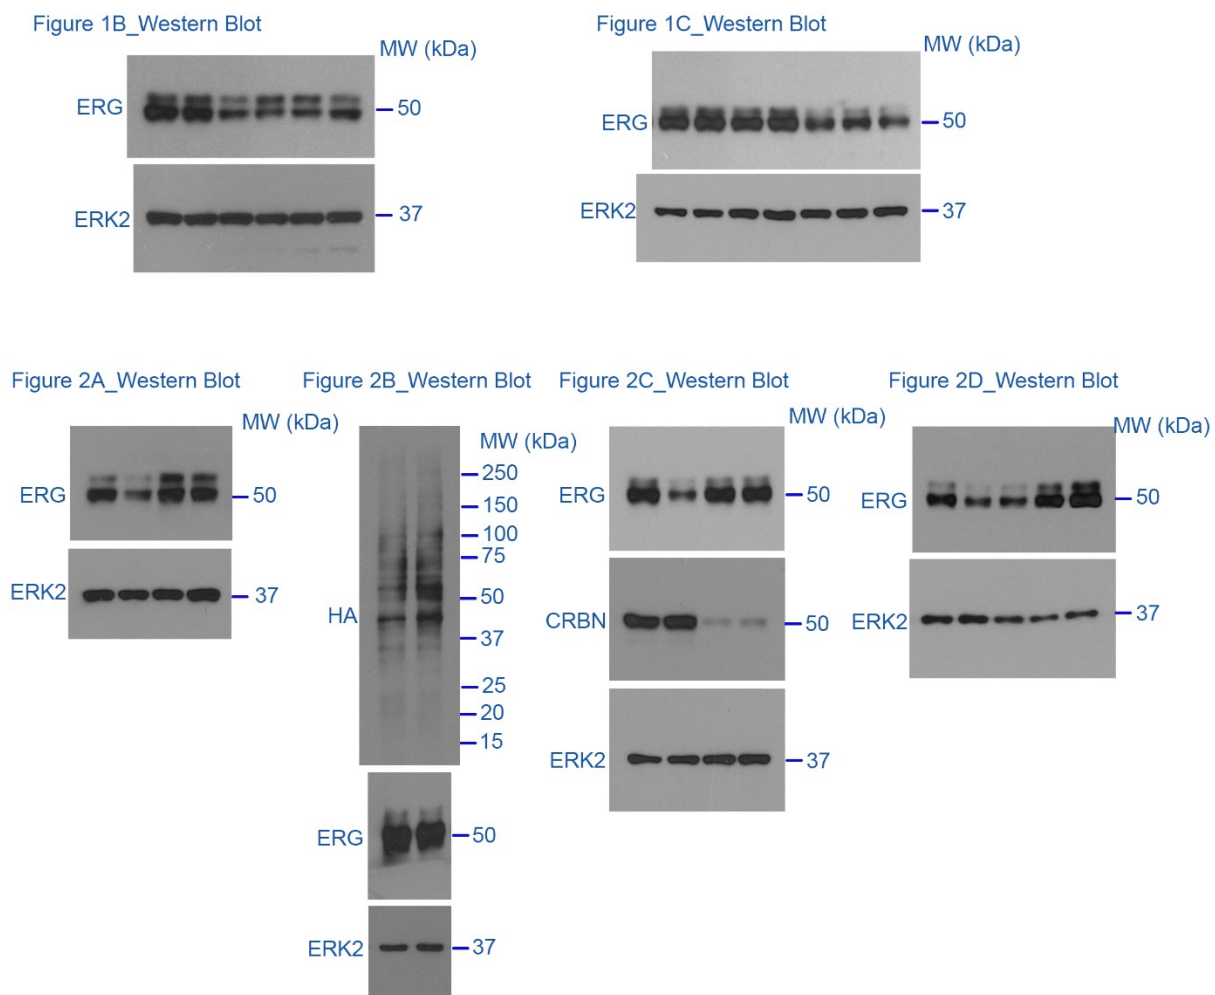 Figure 1B_Western Blot
MW (kDa)
ERG
50
ERK2
37
Figure 1C_Western Blot
MW (kDa)
ERG
50
ERK2
37
Figure 2A_Western Blot
MW (kDa)
ERG
50
ERK2
37
Figure 2B_Western Blot
MW (kDa)
250
150
100
75
50
HA
37
25
20
15
ERG
50
ERK2
37
Figure 2C_Western Blot
MW (kDa)
ERG
50
CRBN
50
ERK2
37
Figure 2D_Western Blot
MW (kDa)
ERG
50
ERK2
37